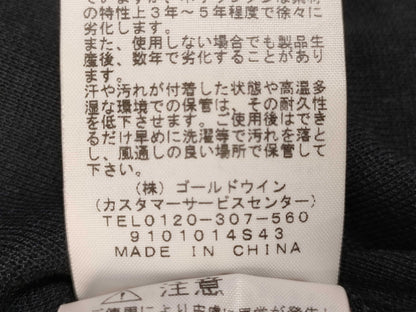 の特性上3年～5年程度で徐々に
劣化します。
また、使用しない場合でも製品生
産後、数年で劣化することがあり
ます。
汗や汚れが付着した状態や高温多
湿な環境での保管は、その耐久性
を低下させます。ご使用後はでき
るだけ早めに洗濯等で汚れを落と
し、風通しの良い場所で保管して
下さい。
(株) ゴールドウイン
(カスタマーサービスセンター)
TEL0120-307-560
9101014S43
MADE IN CHINA
注意